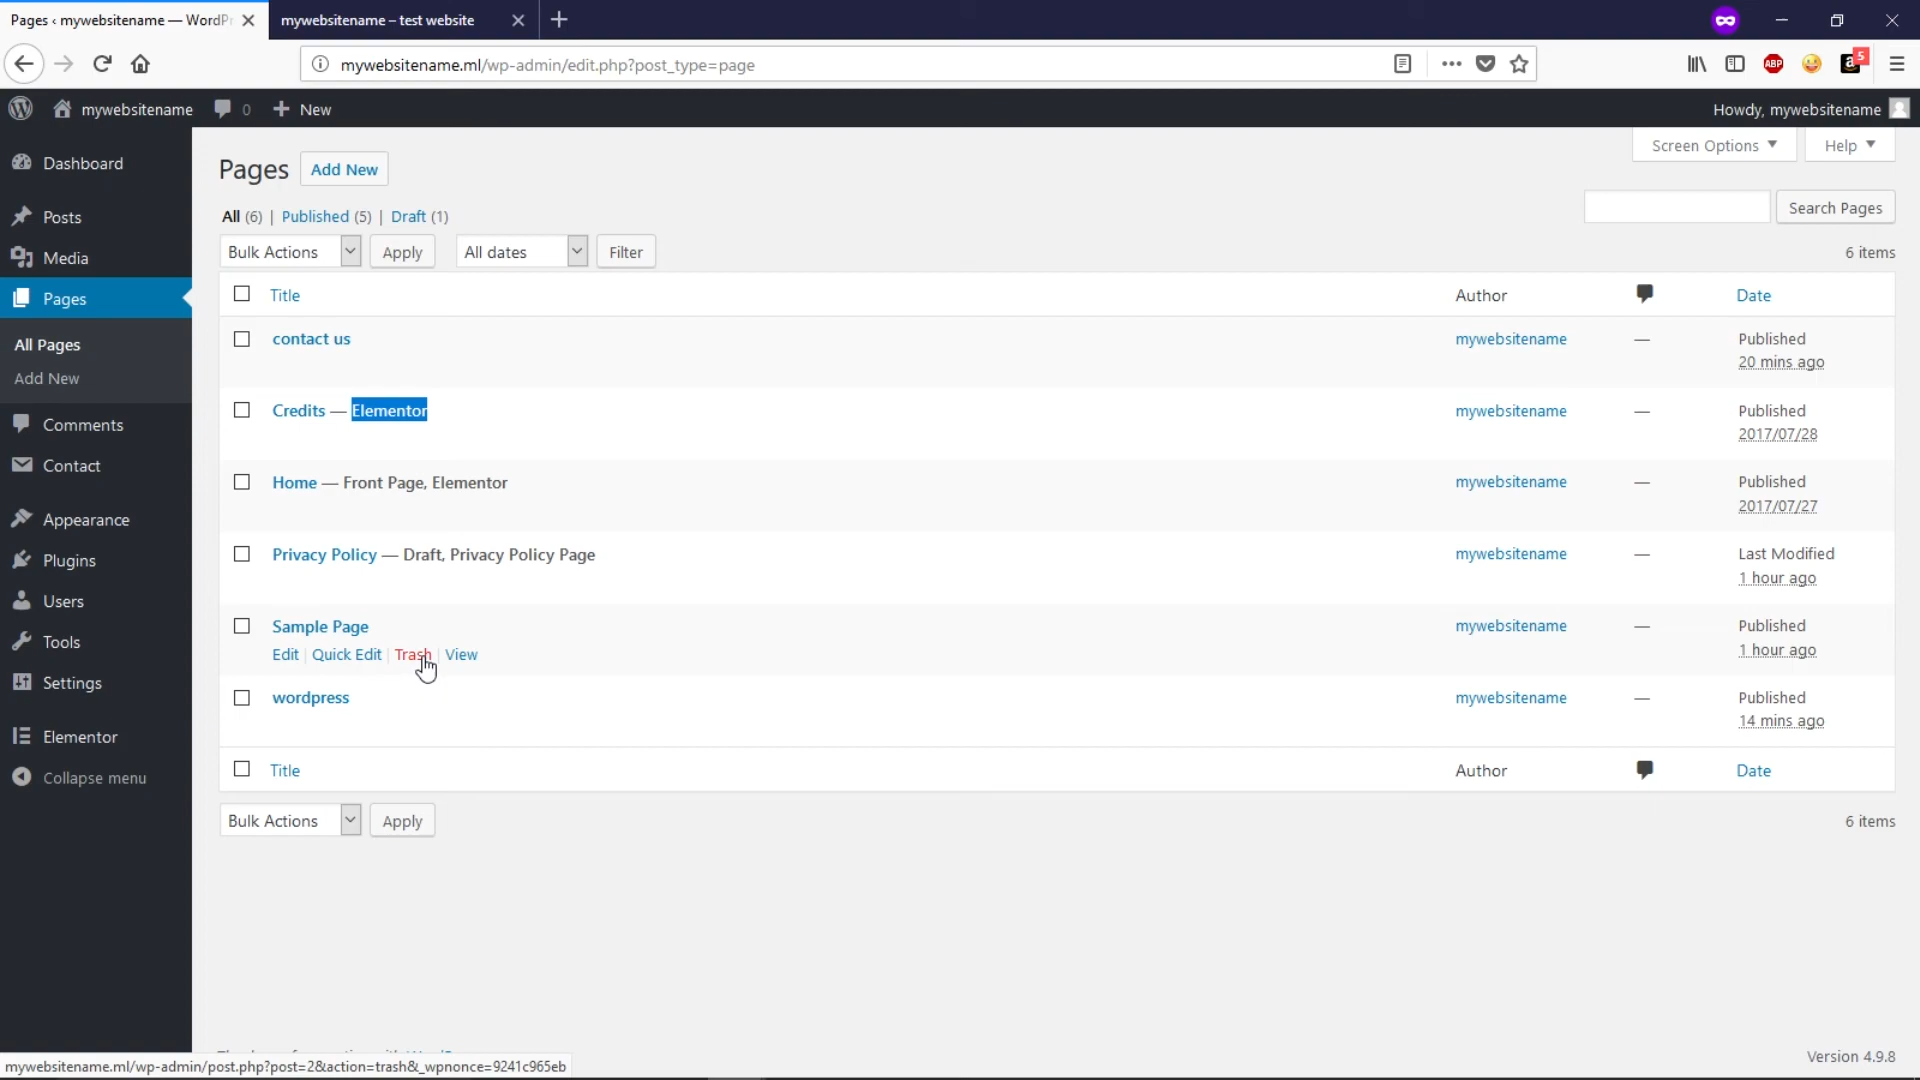 Pages ‹ mywebsitename — WordPr
mywebsitename – test website
mywebsitename.ml/wp-admin/edit.php?post_type=page
ABP
a
5
mywebsitename
0
New
Howdy, mywebsitename
Dashboard
Posts
Media
Pages
All Pages
Add New
Comments
Contact
Appearance
Plugins
Users
Tools
Settings
Elementor
Collapse menu
Screen Options
Help
Pages
Add New
All (6) | Published (5) | Draft (1)
Search Pages
Bulk Actions
Apply
All dates
Filter
6 items
Title
Author
Date
contact us
mywebsitename
—
Published
20 mins ago
Credits — Elementor
mywebsitename
—
Published
2017/07/28
Home — Front Page, Elementor
mywebsitename
—
Published
2017/07/27
Privacy Policy — Draft, Privacy Policy Page
mywebsitename
—
Last Modified
1 hour ago
Sample Page
Edit | Quick Edit | Trash | View
mywebsitename
—
Published
1 hour ago
wordpress
mywebsitename
—
Published
14 mins ago
Title
Author
Date
Bulk Actions
Apply
6 items
Version 4.9.8
mywebsitename.ml/wp-admin/post.php?post=2&action=trash&_wpnonce=9241c965eb